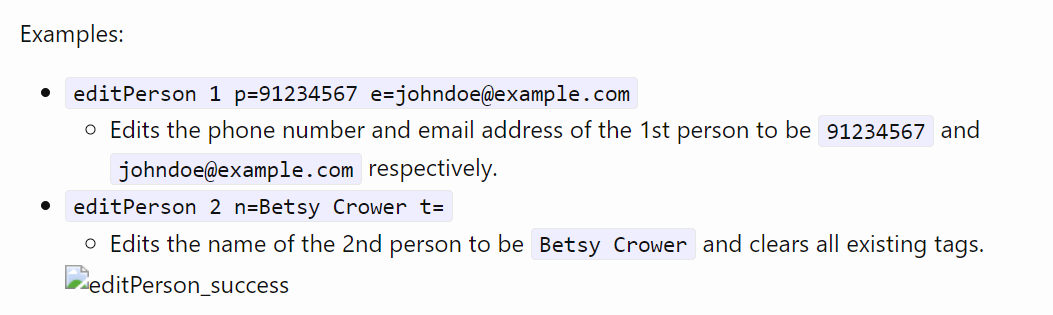 Examples:
editPerson 1 p=91234567 e=johndoe@example.com
Edits the phone number and email address of the 1st person to be 91234567 and
johndoe@example.com respectively.
editPerson 2 n=Betsy Crower t=
Edits the name of the 2nd person to be Betsy Crower and clears all existing tags.
editPerson_success